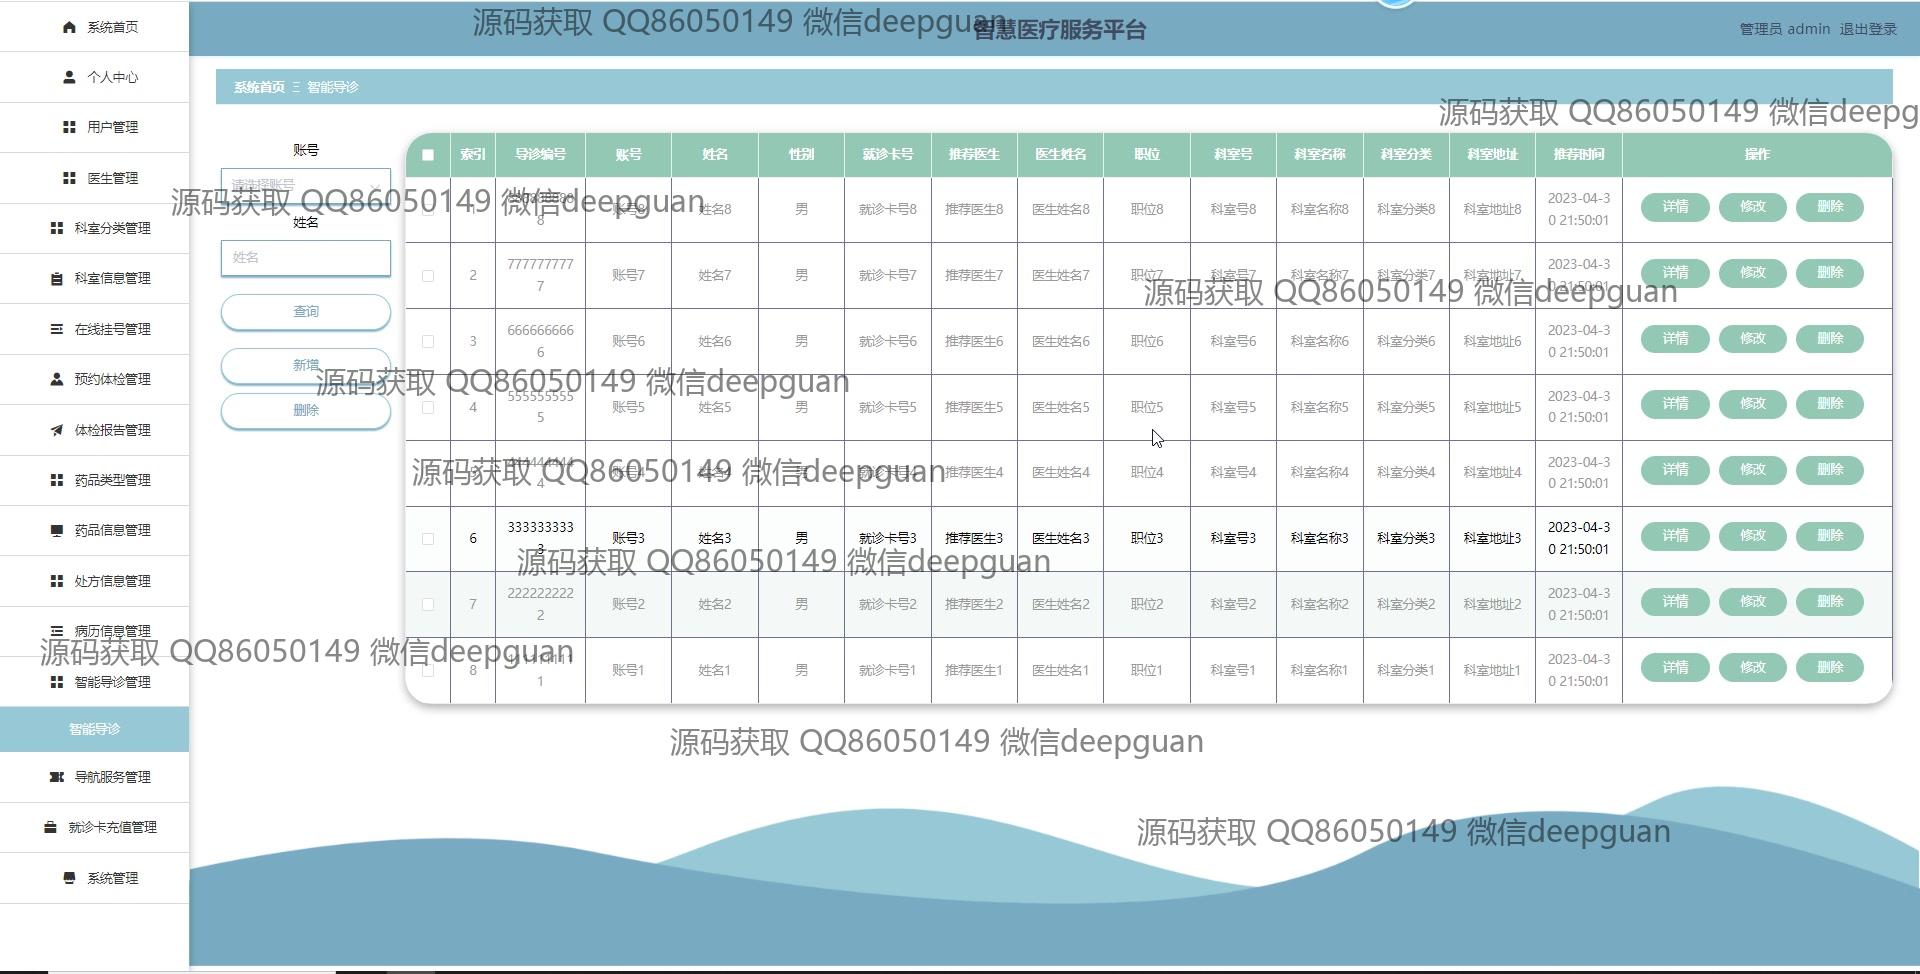 源码获取 QQ86050149 微信deepguan
智慧医疗服务平台
管理员 admin 退出登录
系统首页
个人中心
用户管理
医生管理
科室分类管理
科室信息管理
在线挂号管理
预约体检管理
体检报告管理
药品类型管理
药品信息管理
处方信息管理
病历信息管理
智能导诊管理
智能导诊
导航服务管理
就诊卡充值管理
系统管理
系统首页 Ξ 智能导诊
源码获取 QQ86050149 微信deepg
账号
请选择账号
姓名
姓名
查询
新增
删除
索引 导诊编号 账号 姓名 性别 就诊卡号 推荐医生 医生姓名 职位 科室号 科室名称 科室分类 科室地址 推荐时间 操作
1 8888888888 账号8 姓名8 男 就诊卡号8 推荐医生8 医生姓名8 职位8 科室号8 科室名称8 科室分类8 科室地址8 2023-04-30 21:50:01 详情 修改 删除
源码获取 QQ86050149 微信deepguan
2 7777777777 账号7 姓名7 男 就诊卡号7 推荐医生7 医生姓名7 职位7 科室号7 科室名称7 科室分类7 科室地址7 2023-04-30 21:50:01 详情 修改 删除
源码获取 QQ86050149 微信deepguan
3 6666666666 账号6 姓名6 男 就诊卡号6 推荐医生6 医生姓名6 职位6 科室号6 科室名称6 科室分类6 科室地址6 2023-04-30 21:50:01 详情 修改 删除
源码获取 QQ86050149 微信deepguan
4 5555555555 账号5 姓名5 男 就诊卡号5 推荐医生5 医生姓名5 职位5 科室号5 科室名称5 科室分类5 科室地址5 2023-04-30 21:50:01 详情 修改 删除
5 4444444444 账号4 姓名4 男 就诊卡号4 推荐医生4 医生姓名4 职位4 科室号4 科室名称4 科室分类4 科室地址4 2023-04-30 21:50:01 详情 修改 删除
源码获取 QQ86050149 微信deepguan
6 3333333333 账号3 姓名3 男 就诊卡号3 推荐医生3 医生姓名3 职位3 科室号3 科室名称3 科室分类3 科室地址3 2023-04-30 21:50:01 详情 修改 删除
源码获取 QQ86050149 微信deepguan
7 2222222222 账号2 姓名2 男 就诊卡号2 推荐医生2 医生姓名2 职位2 科室号2 科室名称2 科室分类2 科室地址2 2023-04-30 21:50:01 详情 修改 删除
8 1111111111 账号1 姓名1 男 就诊卡号1 推荐医生1 医生姓名1 职位1 科室号1 科室名称1 科室分类1 科室地址1 2023-04-30 21:50:01 详情 修改 删除
源码获取 QQ86050149 微信deepguan
源码获取 QQ86050149 微信deepguan
源码获取 QQ86050149 微信deepguan